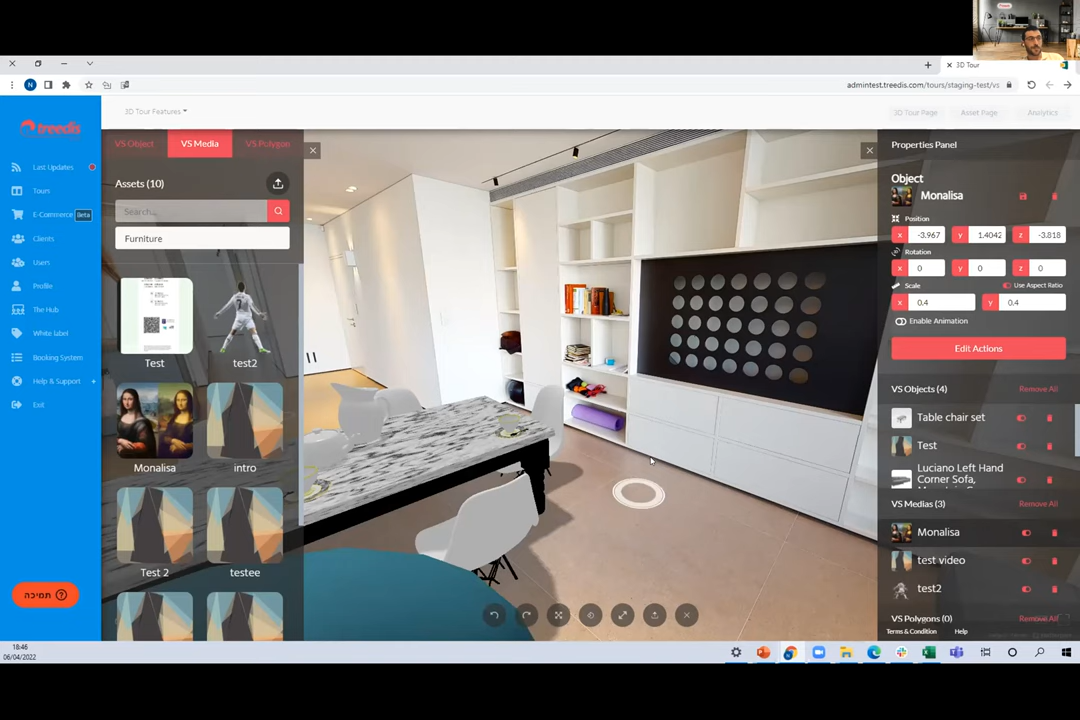 3D Tour
admintest.treedis.com/tours/staging-test/vs
N
treedis
Last Updates
Tours
E-Commerce Beta
Clients
Users
Profile
The Hub
White label
Booking System
Help & Support +
Exit
תמיכה
3D Tour Features
3D Tour Page
Asset Page
Analytics
VS Object
VS Media
VS Polygon
Assets (10)
Search...
Furniture
Test
test2
Monalisa
intro
Test 2
testee
Properties Panel
Object
Monalisa
Position
x -3.967 y 1.4042 z -3.818
Rotation
x 0 y 0 z 0
Scale
Use Aspect Ratio
x 0.4 y 0.4
Enable Animation
Edit Actions
VS Objects (4) Remove All
Table chair set
Test
Luciano Left Hand
Corner Sofa,
VS Medias (3) Remove All
Monalisa
test video
test2
VS Polygons (0) Remove All
Terms & Condition Help
18:46
06/04/2022